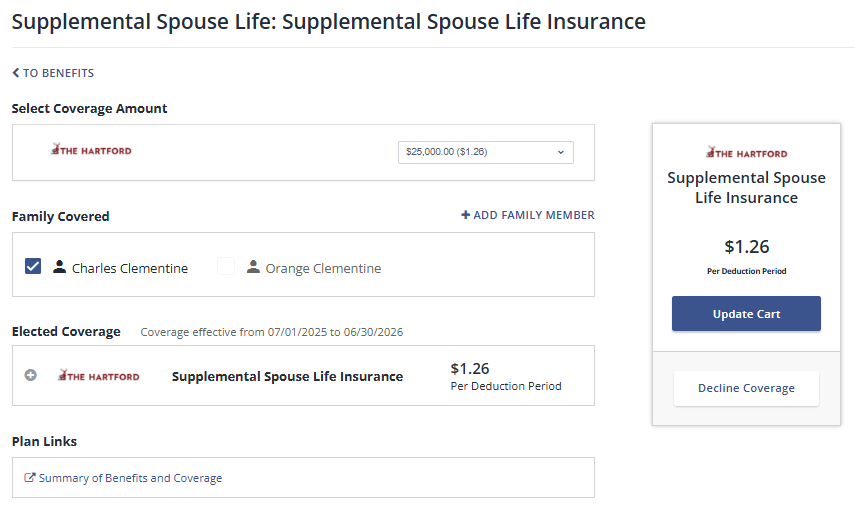 Supplemental Spouse Life: Supplemental Spouse Life Insurance
TO BENEFITS
Select Coverage Amount
THE HARTFORD
$25,000.00 ($1.26)
Family Covered
ADD FAMILY MEMBER
Charles Clementine
Orange Clementine
Elected Coverage
Coverage effective from 07/01/2025 to 06/30/2026
THE HARTFORD
Supplemental Spouse Life Insurance
$1.26
Per Deduction Period
Plan Links
Summary of Benefits and Coverage
THE HARTFORD
Supplemental Spouse
Life Insurance
$1.26
Per Deduction Period
Update Cart
Decline Coverage